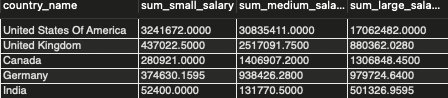 country_name sum_small_salary sum_medium_sala... sum_large_sala...
United States Of America 3241672.0000 30835411.0000 17062482.0000
United Kingdom 437022.5000 2517091.7500 880362.0280
Canada 280921.0000 1406907.2000 1306848.4500
Germany 374630.1595 938426.2800 979724.6400
India 52400.0000 131770.5000 501326.9595